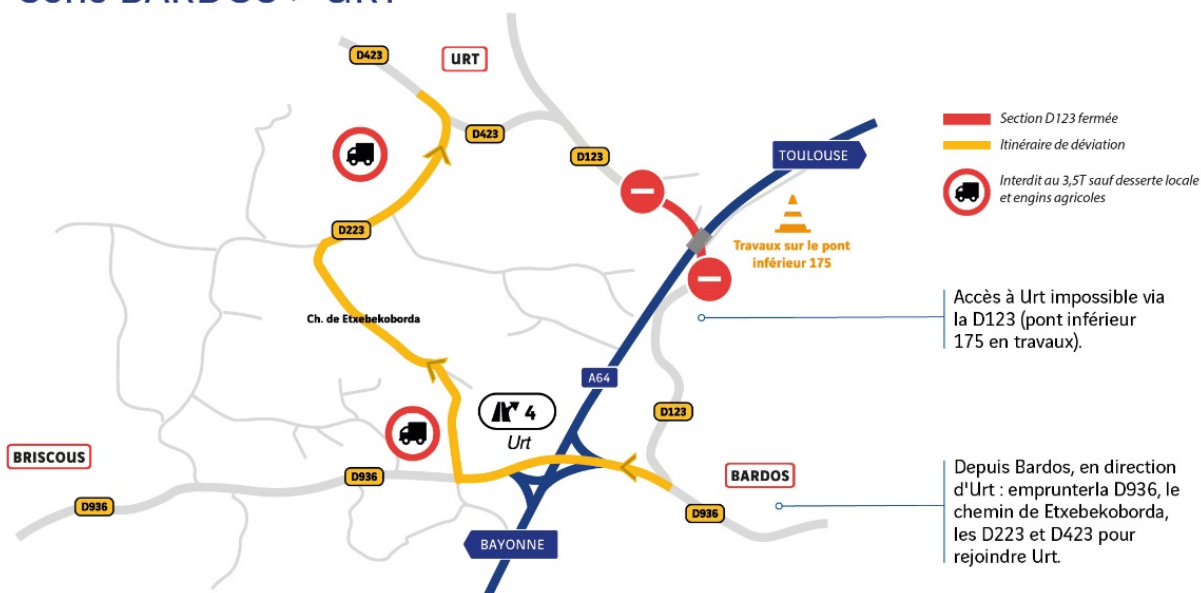 Sens BARDOS > URT
D423
URT
D423
D123
TOULOUSE
Section D123 fermée
Itinéraire de déviation
Interdit au 3,5T sauf desserte locale
et engins agricoles
D223
Travaux sur le pont
inférieur 175
Ch. de Etxebekoborda
Accès à Urt impossible via
la D123 (pont inférieur
175 en travaux).
A64
4
Urt
D123
BRISCOUS
D936
D936
BARDOS
D936
BAYONNE
Depuis Bardos, en direction
d'Urt : emprunterla D936, le
chemin de Etxebekoborda,
les D223 et D423 pour
rejoindre Urt.